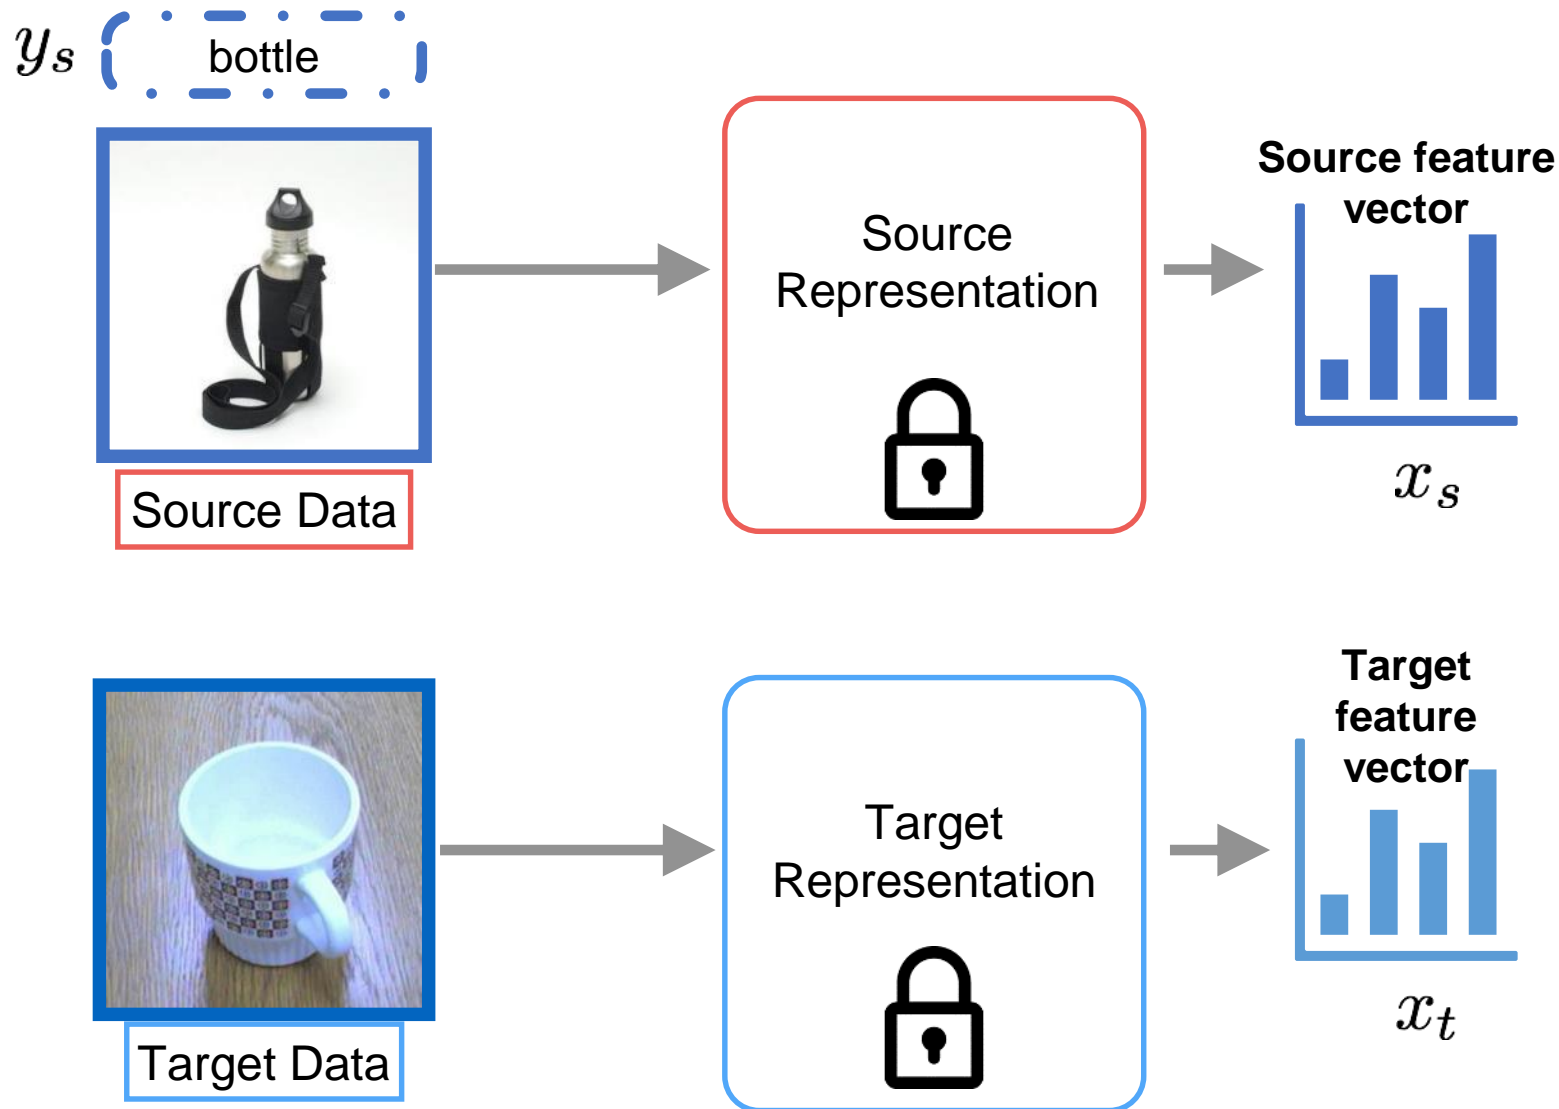 y_s
bottle
Source Data
Source
Representation
Source feature
vector
x_s
Target Data
Target
Representation
Target
feature
vector
x_t